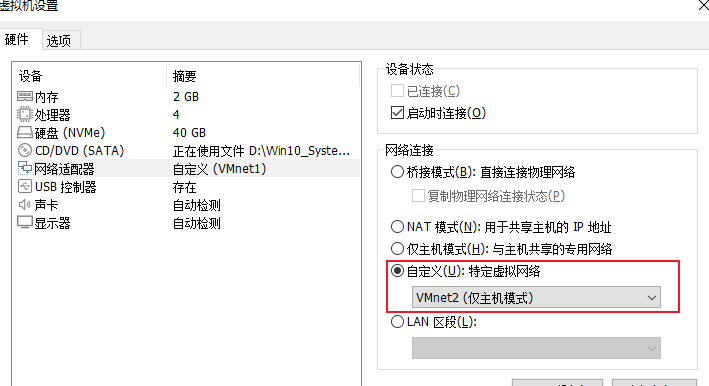 虚拟机设置
硬件 选项
设备 摘要
内存 2 GB
处理器 4
硬盘 (NVMe) 40 GB
CD/DVD (SATA) 正在使用文件 D:\Win10_Syste...
网络适配器 自定义 (VMnet1)
USB 控制器 存在
声卡 自动检测
显示器 自动检测
设备状态
已连接(C)
启动时连接(O)
网络连接
桥接模式(B): 直接连接物理网络
复制物理网络连接状态(P)
NAT 模式(N): 用于共享主机的 IP 地址
仅主机模式(H): 与主机共享的专用网络
自定义(U): 特定虚拟网络
VMnet2 (仅主机模式)
LAN 区段(L):